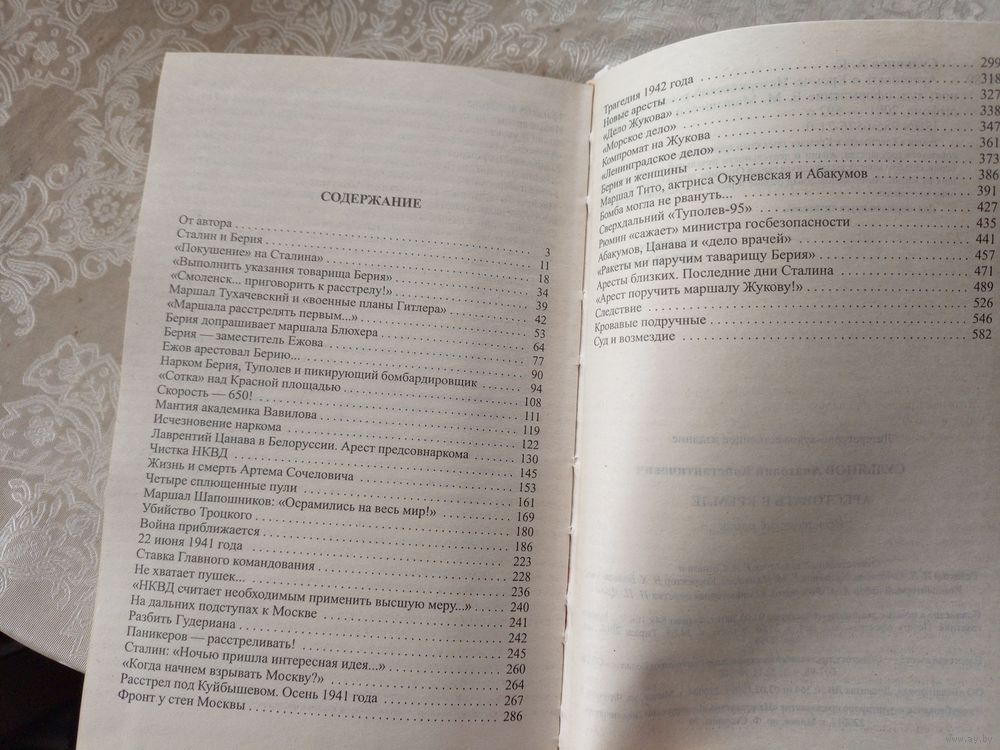 СОДЕРЖАНИЕ
От автора 3
Сталин и Берия 11
«Покушение» на Сталина» 18
«Выполнить указания товарища Берия» 34
«Смоленск... приговорить к расстрелу!» 39
Маршал Тухачевский и «военные планы Гитлера» 42
«Маршала расстрелять первым...» 53
Берия допрашивает маршала Блюхера 64
Берия — заместитель Ежова 77
Ежов арестовал Берию... 90
Нарком Берия, Туполев и пикирующий бомбардировщик 94
«Сотка» над Красной площадью 108
Скорость — 650! 111
Мантия академика Вавилова 119
Исчезновение наркома 122
Лаврентий Цанава в Белоруссии. Арест предсовнаркома 130
Чистка НКВД 145
Жизнь и смерть Артема Сочеловича 153
Четыре сплющенные пули 161
Маршал Шапошников: «Осрамились на весь мир!» 169
Убийство Троцкого 180
Война приближается 186
22 июня 1941 года 223
Ставка Главного командования 228
Не хватает пушек... 236
«НКВД считает необходимым применить высшую меру...» 240
На дальних подступах к Москве 241
Разбить Гудериана 242
Паникеров — расстреливать! 245
Сталин: «Ночью пришла интересная идея...» 260
«Когда начнем взрывать Москву?» 264
Расстрел под Куйбышевом. Осень 1941 года 267
Фронт у стен Москвы 286
Трагедия 1942 года 299
Новые аресты 318
«Дело Жукова» 327
«Морское дело» 338
Компромат на Жукова 347
«Ленинградское дело» 361
Берия и женщины 373
Маршал Тито, актриса Окуневская и Абакумов 386
Бомба могла не рвануть... 391
Сверхдальний «Туполев-95» 427
Рюмин «сажает» министра госбезопасности 435
Абакумов, Цанава и «дело врачей» 441
«Ракеты ми паручим таварищу Берия» 457
Аресты близких. Последние дни Сталина 471
«Арест поручить маршалу Жукову!» 489
Следствие 526
Кровавые подручные 546
Суд и возмездие 582
www.ay.by